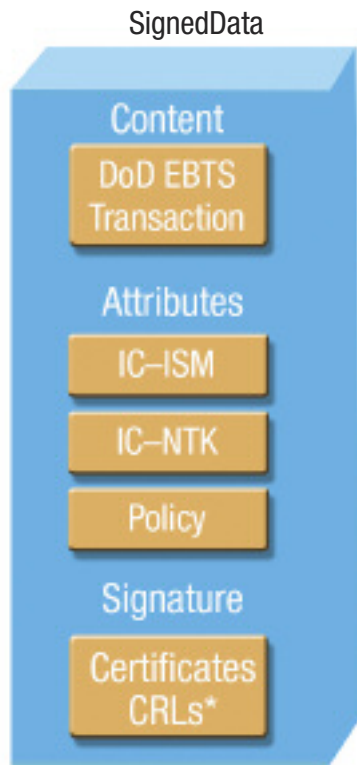 SignedData
Content
DoD EBTS
Transaction
Attributes
IC–ISM
IC–NTK
Policy
Signature
Certificates
CRLs*